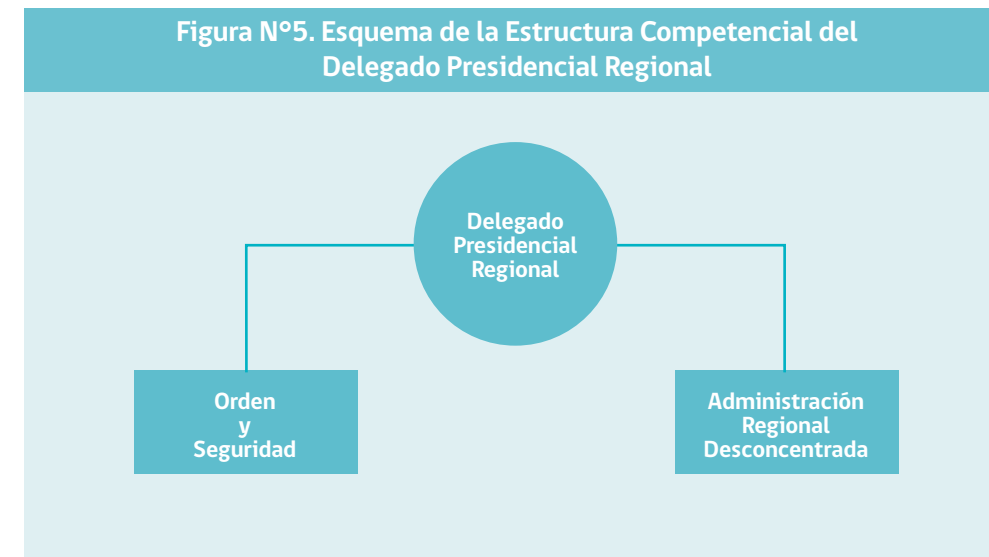 Figura N°5. Esquema de la Estructura Competencial del
Delegado Presidencial Regional
Delegado
Presidencial
Regional
Orden
y
Seguridad
Administración
Regional
Desconcentrada